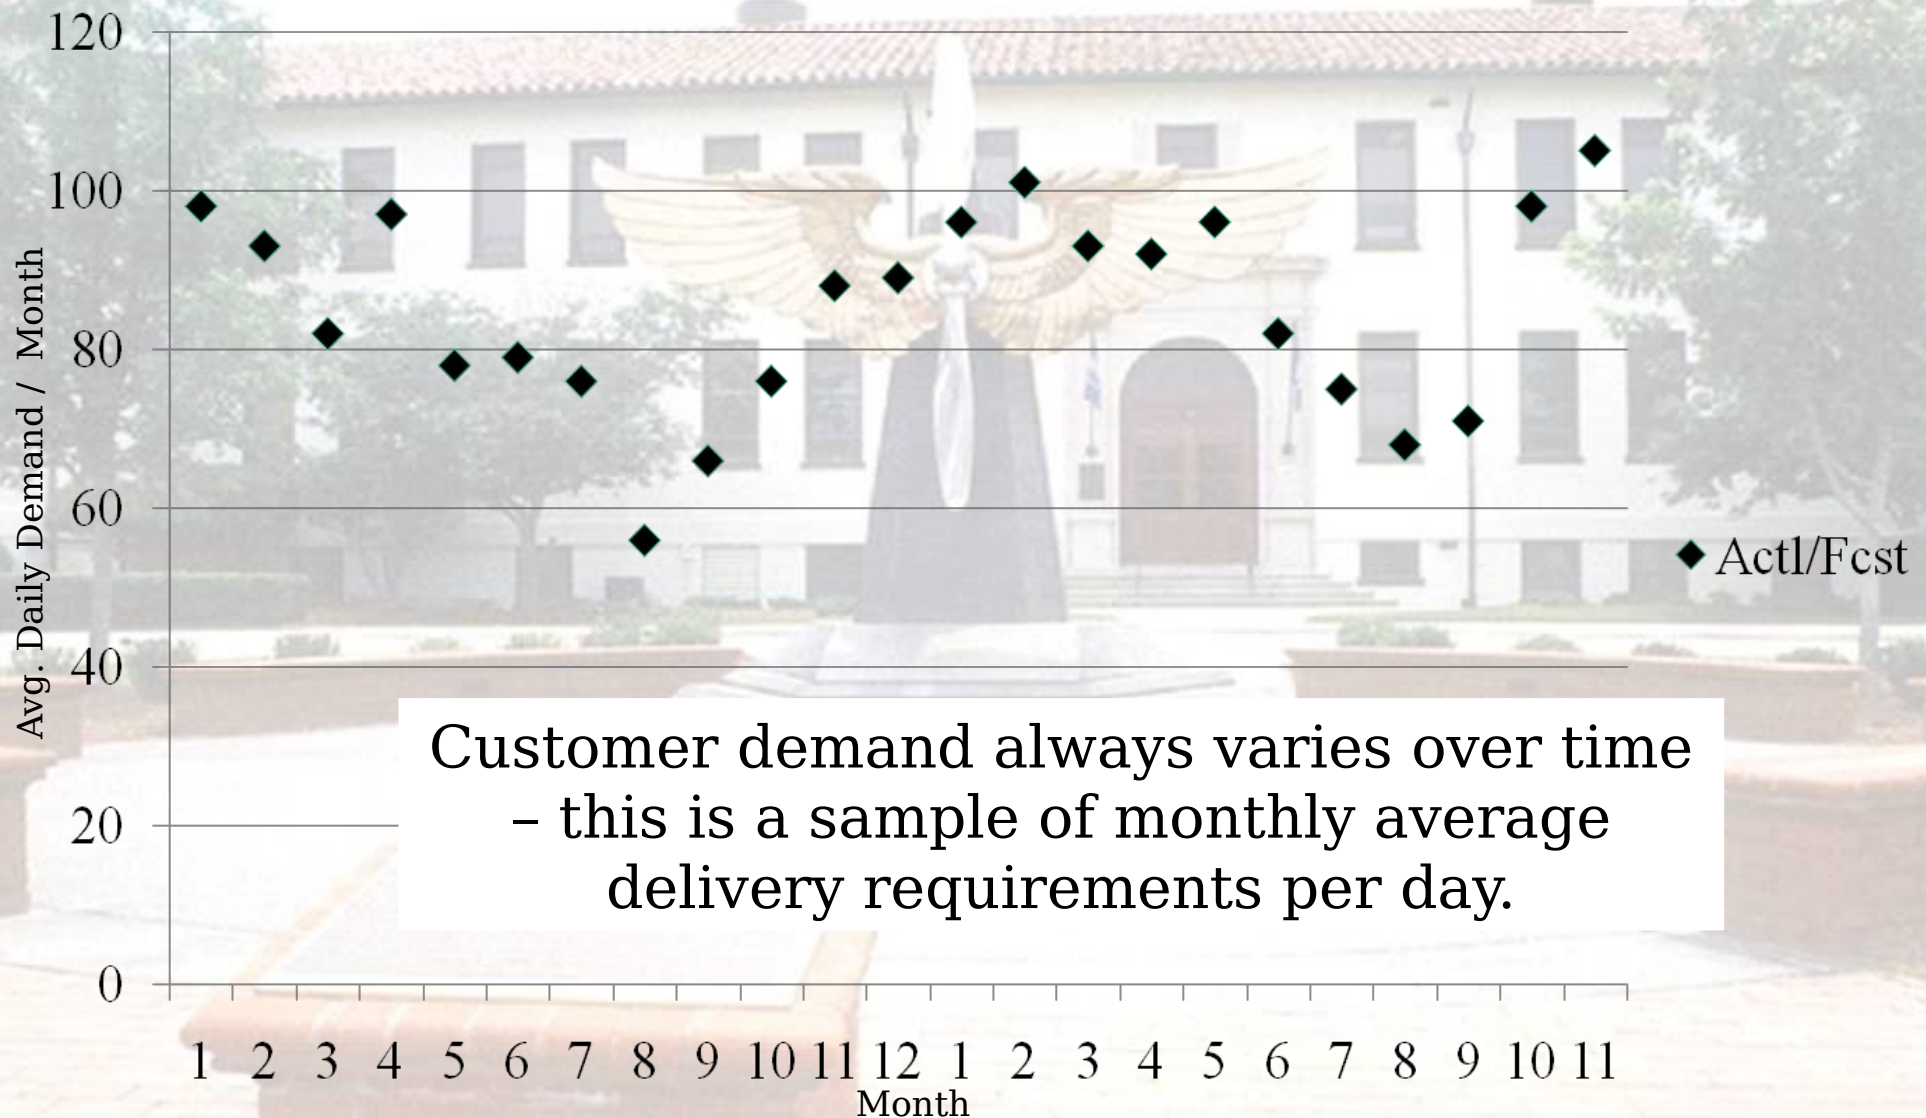 120
100
80
60
40
20
0
Avg. Daily Demand / Month
Actl/Fcst
Customer demand always varies over time
– this is a sample of monthly average
delivery requirements per day.
1 2 3 4 5 6 7 8 9 10 11 12 1 2 3 4 5 6 7 8 9 10 11
Month